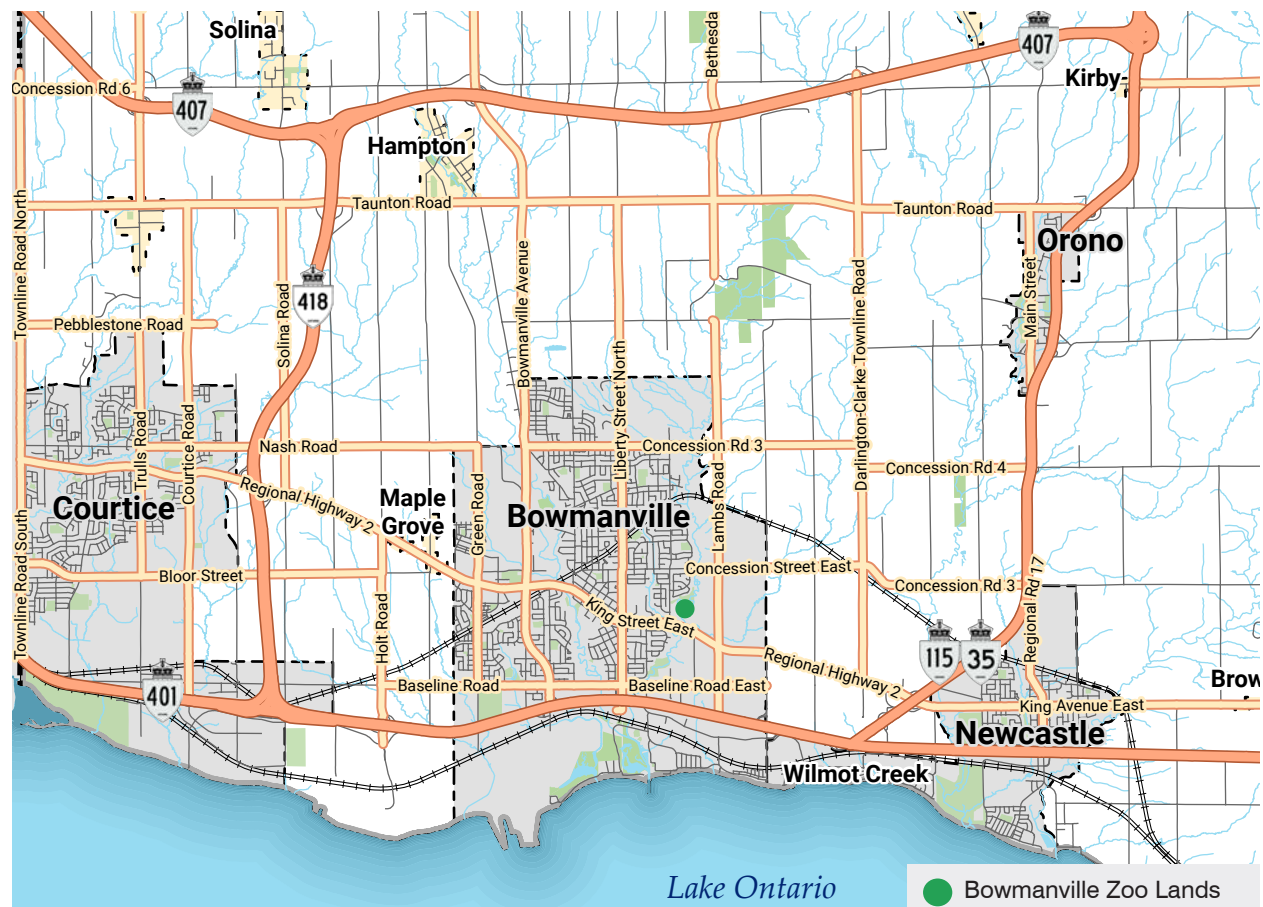 Solina
Bethesda
407
Concession Rd 6
407
Kirby
Hampton
Taunton Road
Taunton Road
Orono
Townline Road North
Bowmanville Avenue
418
Solina Road
Main Street
Pebblestone Road
Darlington-Clarke Townline Road
Liberty Street North
Nash Road
Concession Rd 3
Trulls Road
Courtice Road
Concession Rd 4
Regional Highway 2
Maple
Grove
Courtice
Bowmanville
Green Road
Lambs Road
Townline Road South
Bloor Street
Concession Street East
Concession Rd 3
Regional Rd 17
Holt Road
King Street East
115
35
Regional Highway 2
Brow
401
Baseline Road
Baseline Road East
King Avenue East
Newcastle
Wilmot Creek
Lake Ontario
Bowmanville Zoo Lands